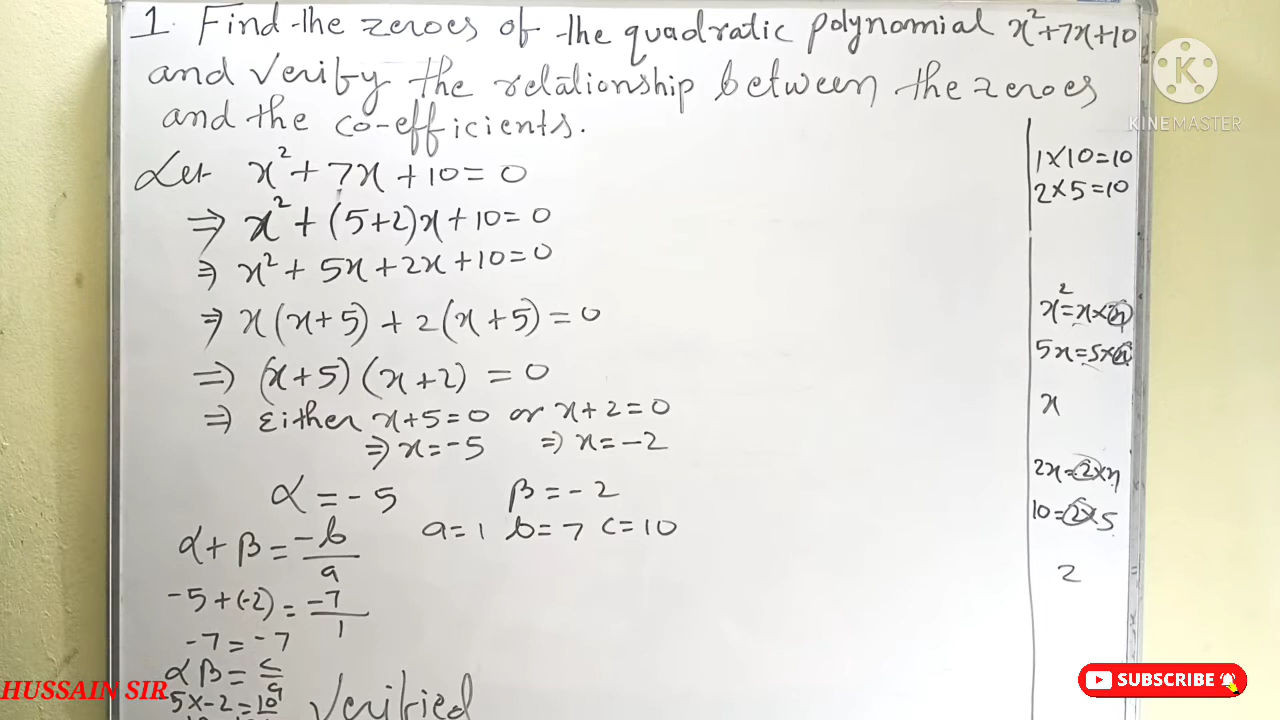 1. Find the zeroes of the quadratic polynomial x²+7x+10
and verify the relationship between the zeroes
and the co-efficients.
Let x² + 7x + 10 = 0
⇒ x² + (5+2)x + 10 = 0
⇒ x² + 5x + 2x + 10 = 0
⇒ x(x+5) + 2(x+5) = 0
⇒ (x+5)(x+2) = 0
⇒ Either x+5=0 or x+2=0
⇒ x=-5 ⇒ x=-2
α = -5 β = -2
α+β = -b/a a=1 b=7 c=10
-5+(-2) = -7/1
-7 = -7
αβ = c/a
5×-2 = 10
Verified
1×10=10
2×5=10
x²=x×x
5x=5×x
x
2x=2×x
10=2×5
2
KINEMASTER
HUSSAIN SIR
SUBSCRIBE